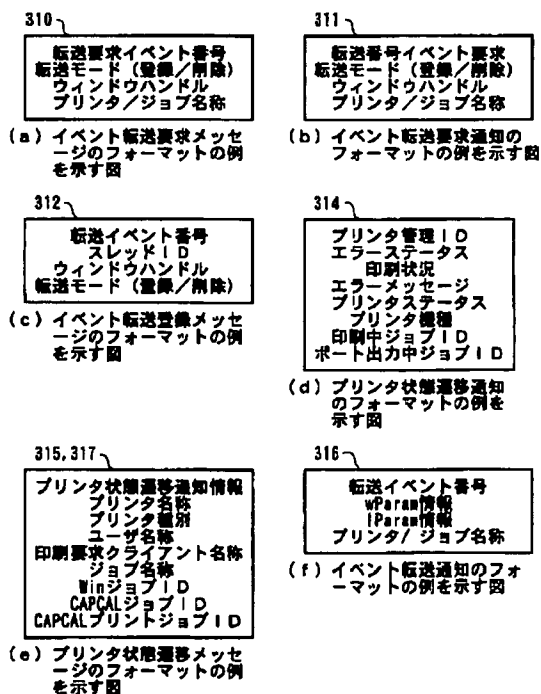 310
転送要求イベント番号
転送モード(登録/削除)
ウィンドウハンドル
プリンタ/ジョブ名称
(a)イベント転送要求メッセ
ージのフォーマットの例
を示す図
311
転送番号イベント要求
転送モード(登録/削除)
ウィンドウハンドル
プリンタ/ジョブ名称
(b)イベント転送要求通知の
フォーマットの例を示す図
312
転送イベント番号
スレッドID
ウィンドウハンドル
転送モード(登録/削除)
(c)イベント転送登録メッセ
ージのフォーマットの例
を示す図
314
プリンタ管理ID
エラーステータス
印刷状況
エラーメッセージ
プリンタステータス
プリンタ機種
印刷中ジョブID
ポート出力中ジョブID
(d)プリンタ状態遷移通知
のフォーマットの例を
示す図
315,317
プリンタ状態遷移通知情報
プリンタ名称
プリンタ種別
ユーザ名称
印刷要求クライアント名称
ジョブ名称
WinジョブID
CAPCALジョブID
CAPCALプリントジョブID
(e)プリンタ状態遷移メッセ
ージのフォーマットの例
を示す図
316
転送イベント番号
wParam情報
lParam情報
プリンタ/ ジョブ名称
(f)イベント転送通知のフォ
ーマットの例を示す図